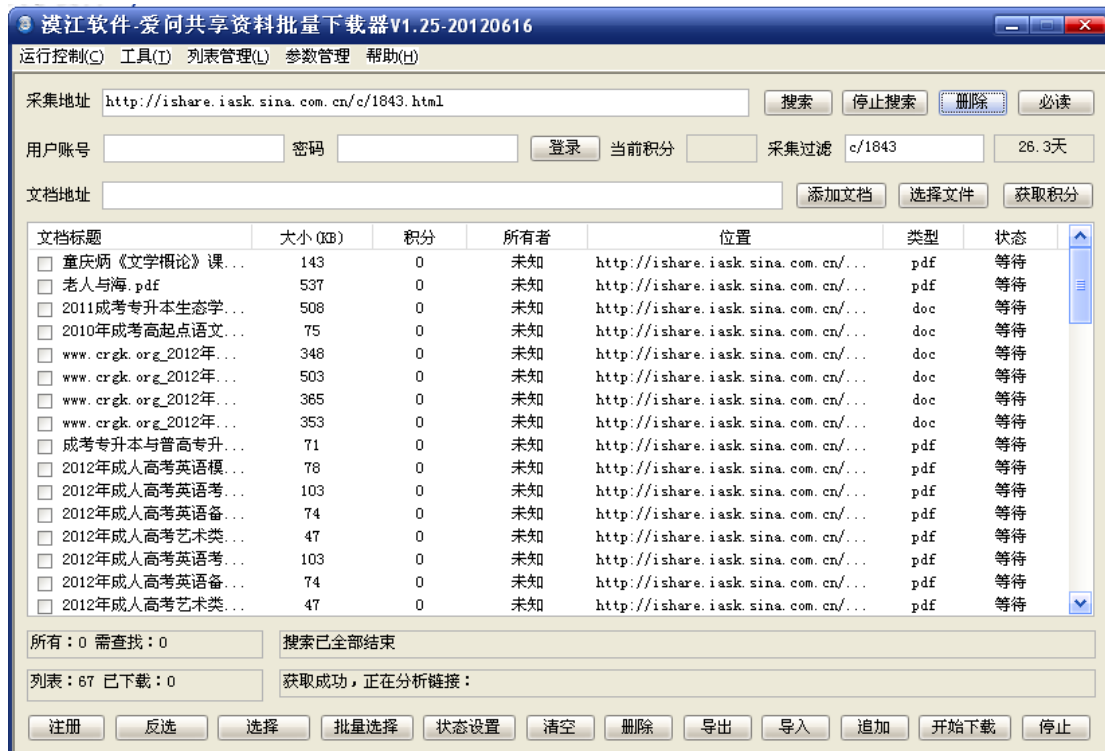 漠江软件-爱问共享资料批量下载器V1.25-20120616
运行控制(C) 工具(T) 列表管理(L) 参数管理 帮助(H)
采集地址 http://ishare.iask.sina.com.cn/c/1843.html 搜索 停止搜索 删除 必读
用户账号 密码 登录 当前积分 采集过滤 c/1843 26.3天
文档地址 添加文档 选择文件 获取积分
文档标题 大小(KB) 积分 所有者 位置 类型 状态
童庆炳《文学概论》课... 143 0 未知 http://ishare.iask.sina.com.cn/... pdf 等待
老人与海.pdf 537 0 未知 http://ishare.iask.sina.com.cn/... pdf 等待
2011成考专升本生态学... 508 0 未知 http://ishare.iask.sina.com.cn/... doc 等待
2010年成考高起点语文... 75 0 未知 http://ishare.iask.sina.com.cn/... doc 等待
www.crgk.org_2012年... 348 0 未知 http://ishare.iask.sina.com.cn/... doc 等待
www.crgk.org_2012年... 503 0 未知 http://ishare.iask.sina.com.cn/... doc 等待
www.crgk.org_2012年... 365 0 未知 http://ishare.iask.sina.com.cn/... doc 等待
www.crgk.org_2012年... 353 0 未知 http://ishare.iask.sina.com.cn/... doc 等待
成考专升本与普高专升... 71 0 未知 http://ishare.iask.sina.com.cn/... pdf 等待
2012年成人高考英语模... 78 0 未知 http://ishare.iask.sina.com.cn/... pdf 等待
2012年成人高考英语考... 103 0 未知 http://ishare.iask.sina.com.cn/... pdf 等待
2012年成人高考英语备... 74 0 未知 http://ishare.iask.sina.com.cn/... pdf 等待
2012年成人高考艺术类... 47 0 未知 http://ishare.iask.sina.com.cn/... pdf 等待
2012年成人高考英语考... 103 0 未知 http://ishare.iask.sina.com.cn/... pdf 等待
2012年成人高考英语备... 74 0 未知 http://ishare.iask.sina.com.cn/... pdf 等待
2012年成人高考艺术类... 47 0 未知 http://ishare.iask.sina.com.cn/... pdf 等待
所有：0 需查找：0 搜索已全部结束
列表：67 已下载：0 获取成功，正在分析链接：
注册 反选 选择 批量选择 状态设置 清空 删除 导出 导入 追加 开始下载 停止